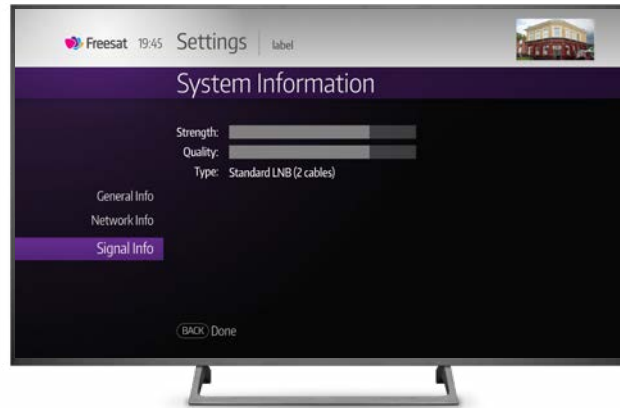 Freesat 19:45 Settings label
System Information
Strength:
Quality:
Type: Standard LNB (2 cables)
General Info
Network Info
Signal Info
BACK Done